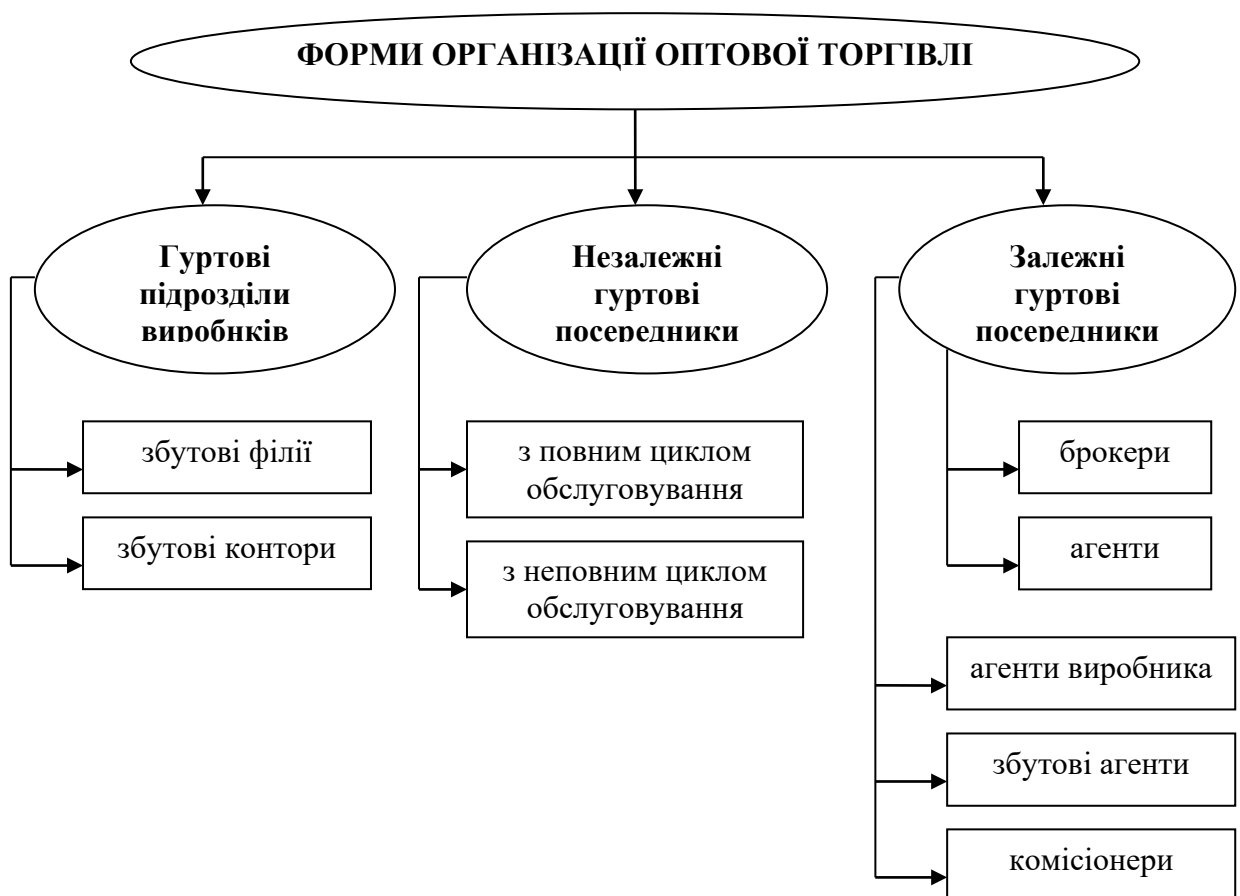 ФОРМИ ОРГАНІЗАЦІЇ ОПТОВОЇ ТОРГІВЛІ
Гуртові
підрозділи
виробнків
збутові філії
збутові контори
Незалежні
гуртові
посередники
з повним циклом
обслуговування
з неповним циклом
обслуговування
Залежні
гуртові
посередники
брокери
агенти
агенти виробника
збутові агенти
комісіонери